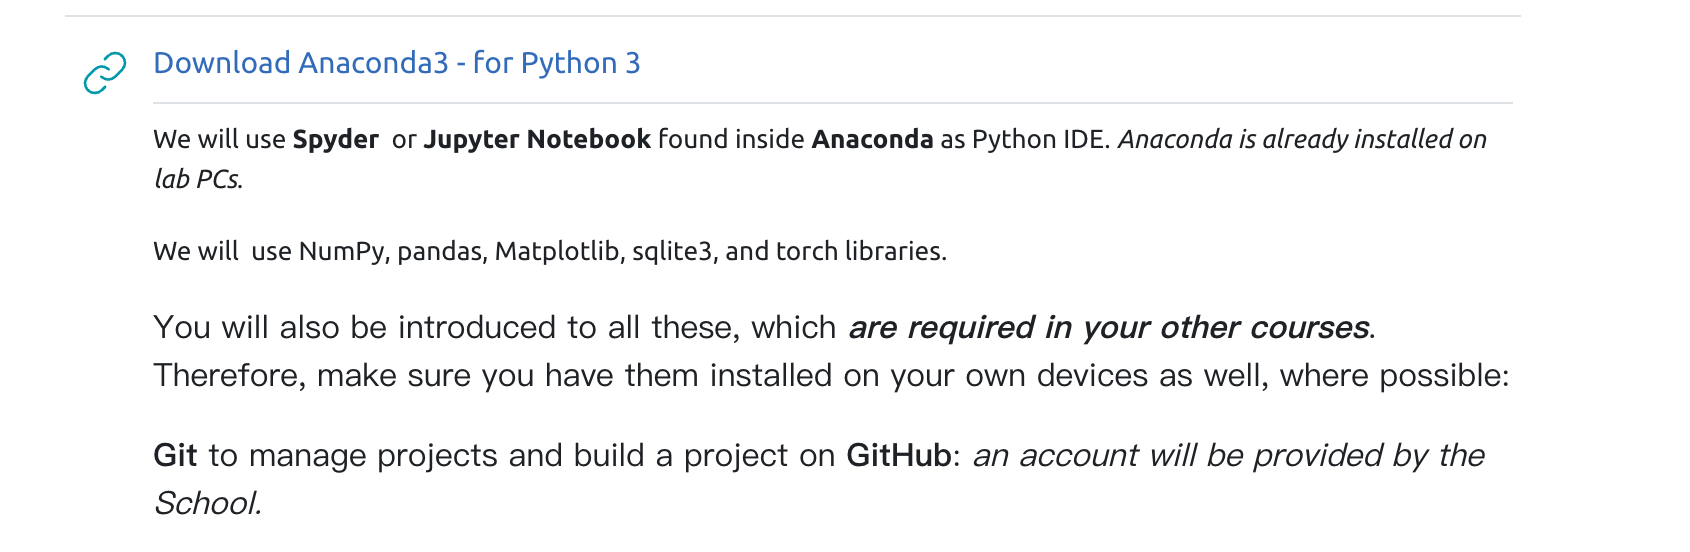 Download Anaconda3 - for Python 3
We will use Spyder or Jupyter Notebook found inside Anaconda as Python IDE. Anaconda is already installed on
lab PCs.
We will use NumPy, pandas, Matplotlib, sqlite3, and torch libraries.
You will also be introduced to all these, which are required in your other courses.
Therefore, make sure you have them installed on your own devices as well, where possible:
Git to manage projects and build a project on GitHub: an account will be provided by the
School.